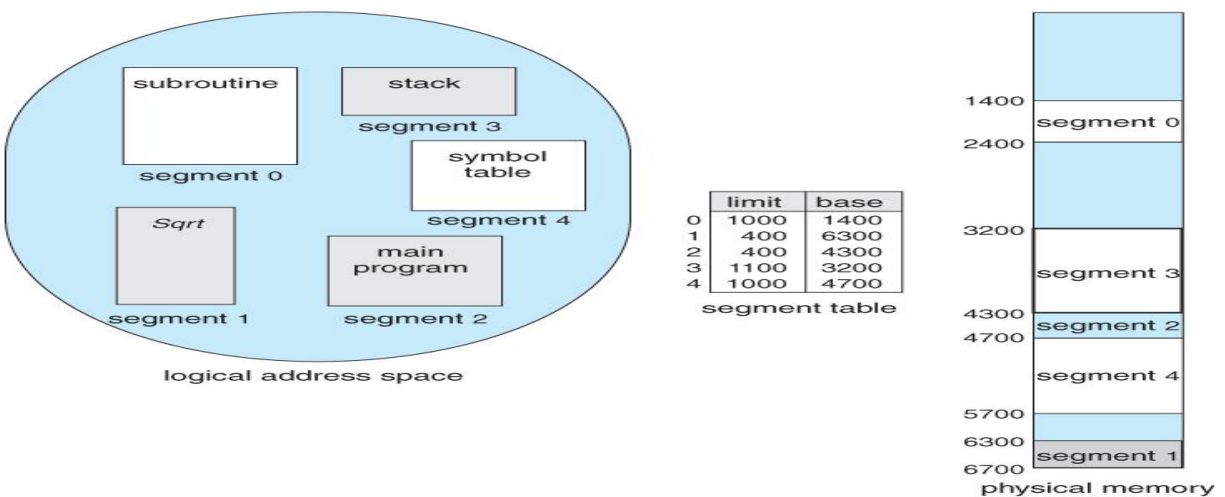 subroutine
segment 0
stack
segment 3
symbol
table
segment 4
Sqrt
segment 1
main
program
segment 2
logical address space
limit base
0 1000 1400
1 400 6300
2 400 4300
3 1100 3200
4 1000 4700
segment table
1400
segment 0
2400
3200
segment 3
4300
segment 2
4700
segment 4
5700
6300
segment 1
6700
physical memory